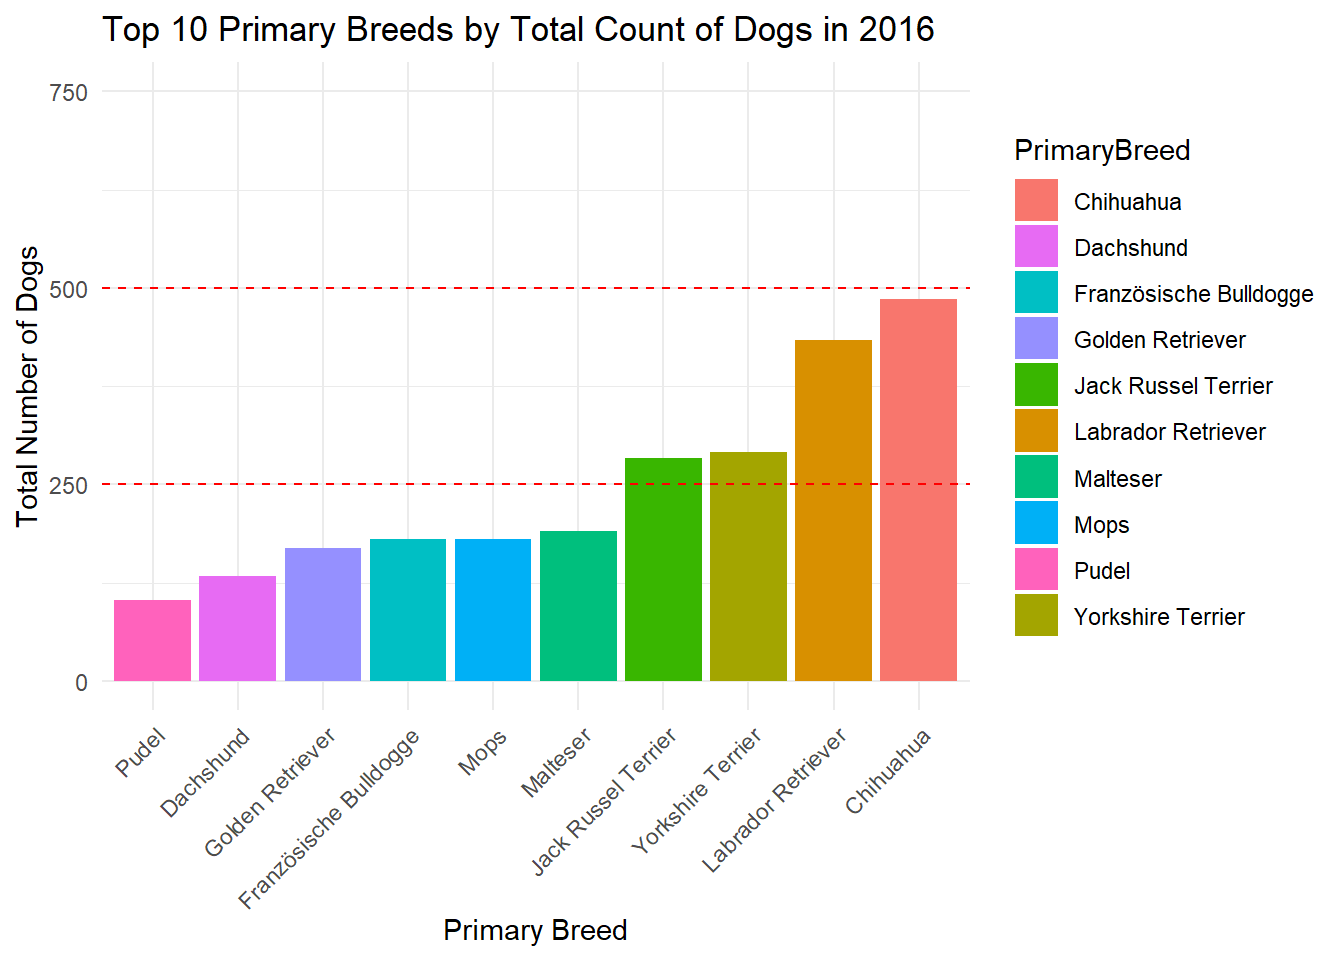 Top 10 Primary Breeds by Total Count of Dogs in 2016
Total Number of Dogs
750
500
250
0
Pudel
Dachshund
Golden Retriever
Französische Bulldogge
Mops
Malteser
Jack Russel Terrier
Yorkshire Terrier
Labrador Retriever
Chihuahua
Primary Breed
PrimaryBreed
Chihuahua
Dachshund
Französische Bulldogge
Golden Retriever
Jack Russel Terrier
Labrador Retriever
Malteser
Mops
Pudel
Yorkshire Terrier